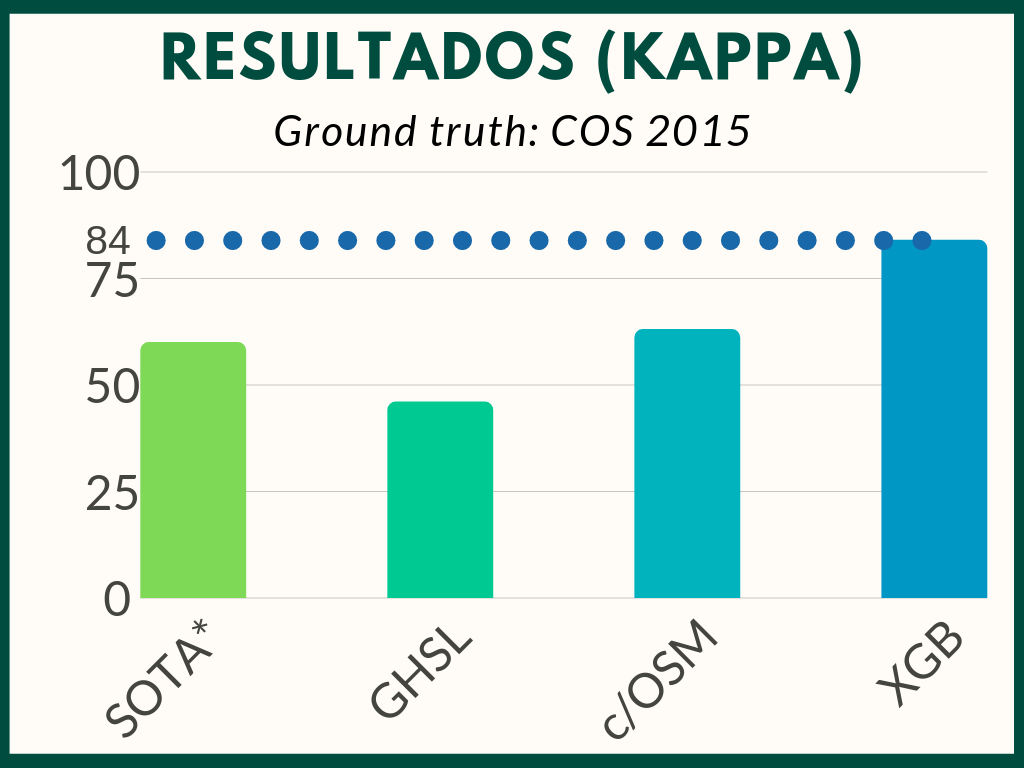 RESULTADOS (KAPPA)
Ground truth: COS 2015
100
84
75
50
25
0
SOTA*
GHSL
c/OSM
XGB